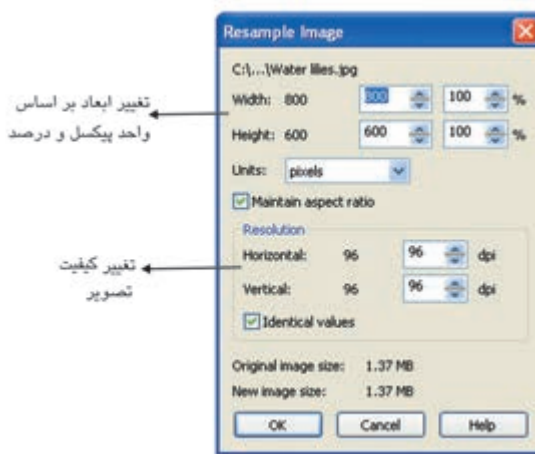 Resample Image
C:\...\Water lilies.jpg
Width: 800 800 100 %
Height: 600 600 100 %
Units: pixels
Maintain aspect ratio
Resolution
Horizontal: 96 96 dpi
Vertical: 96 96 dpi
Identical values
Original image size: 1.37 MB
New image size: 1.37 MB
OK Cancel Help
تغییر ابعاد بر اساس
واحد پیکسل و درصد
تغییر کیفیت
تصویر